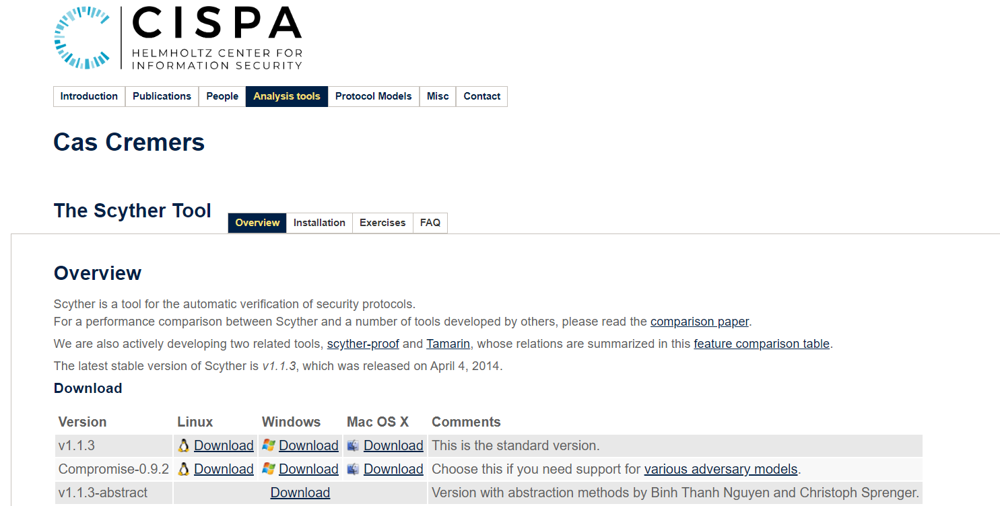 CISPA
HELMHOLTZ CENTER FOR
INFORMATION SECURITY
Introduction Publications People Analysis tools Protocol Models Misc Contact
Cas Cremers
The Scyther Tool Overview Installation Exercises FAQ
Overview
Scyther is a tool for the automatic verification of security protocols.
For a performance comparison between Scyther and a number of tools developed by others, please read the comparison paper.
We are also actively developing two related tools, scyther-proof and Tamarin, whose relations are summarized in this feature comparison table.
The latest stable version of Scyther is v1.1.3, which was released on April 4, 2014.
Download
Version Linux Windows Mac OS X Comments
v1.1.3 Download Download Download This is the standard version.
Compromise-0.9.2 Download Download Download Choose this if you need support for various adversary models.
v1.1.3-abstract Download Version with abstraction methods by Binh Thanh Nguyen and Christoph Sprenger.